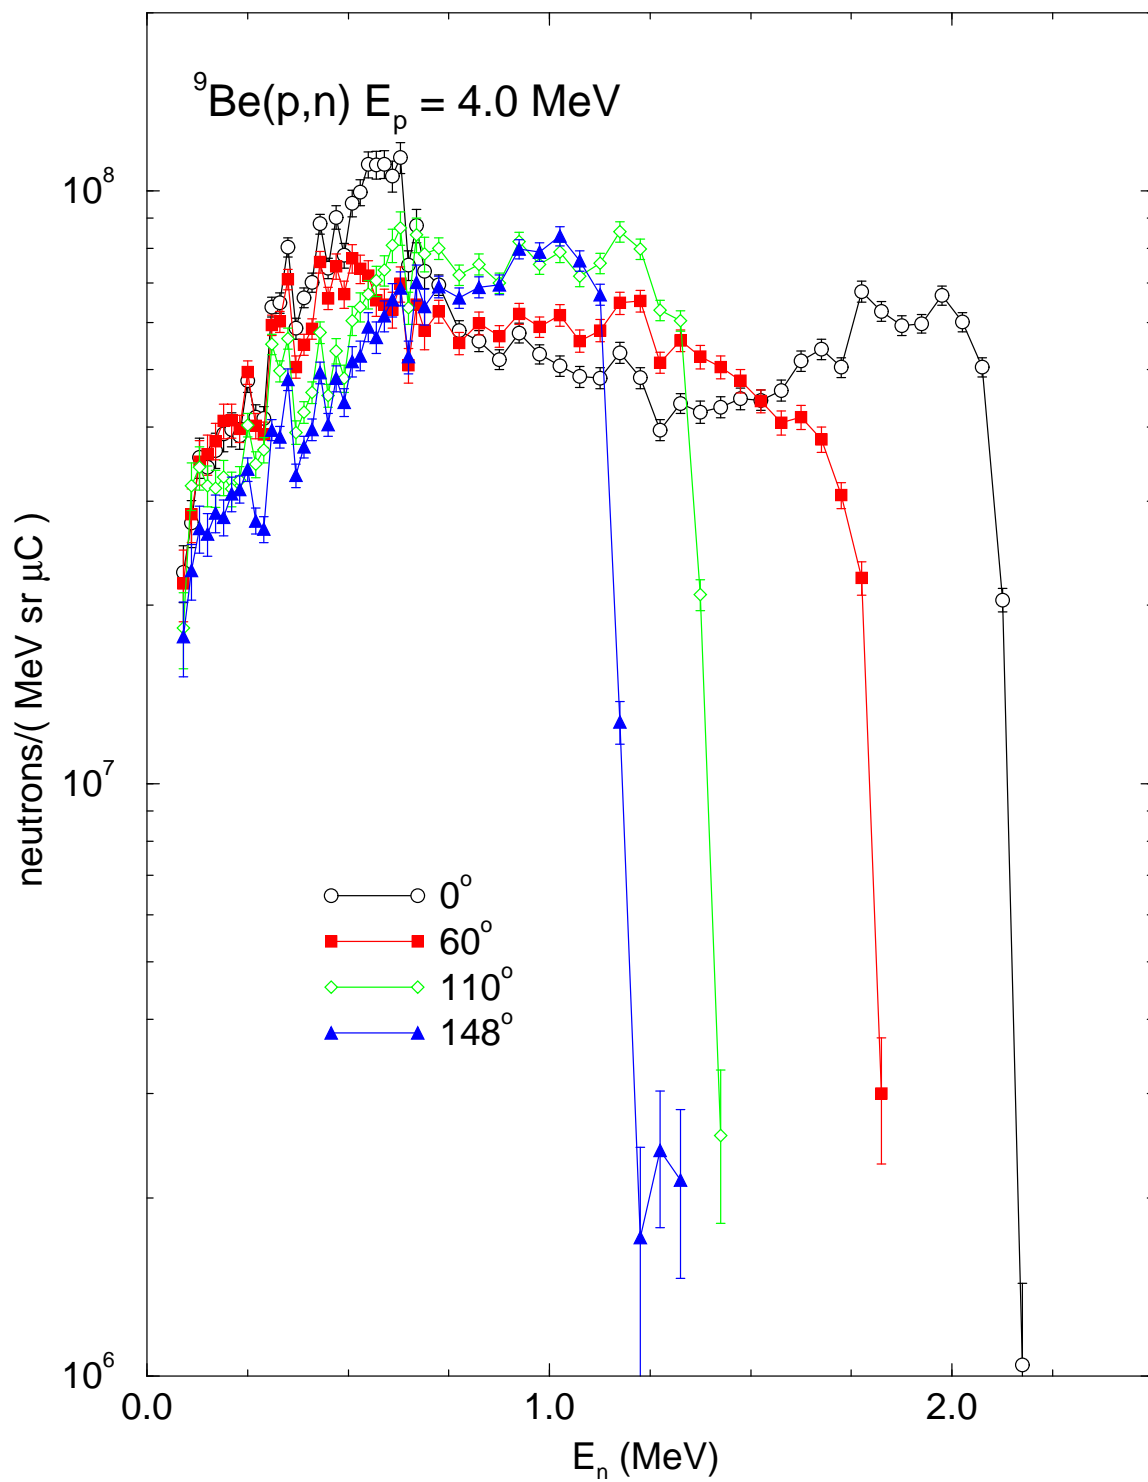 ⁹Be(p,n) Eₚ = 4.0 MeV
10⁸
10⁷
10⁶
neutrons/( MeV sr μC )
0°
60°
110°
148°
0.0 1.0 2.0
Eₙ (MeV)